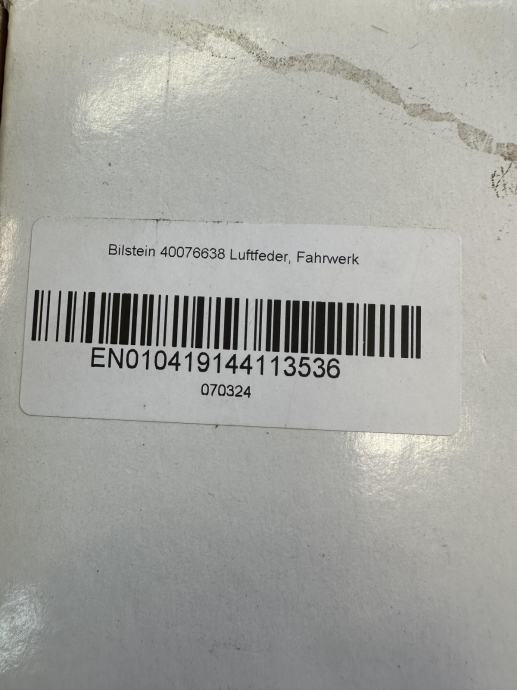 Bilstein 40076638 Luftfeder, Fahrwerk
EN010419144113536
070324